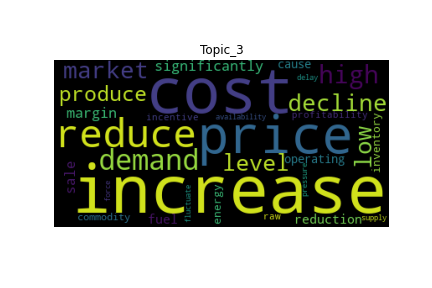 Topic_3
significantly
cause
market
delay
high
cost
produce
decline
margin
incentive
availability
profitability
reduce
price
demand
level
operating
low
inventory
sale
increase
force
fluctuate
energy
pressure
commodity
fuel
raw
reduction
supply